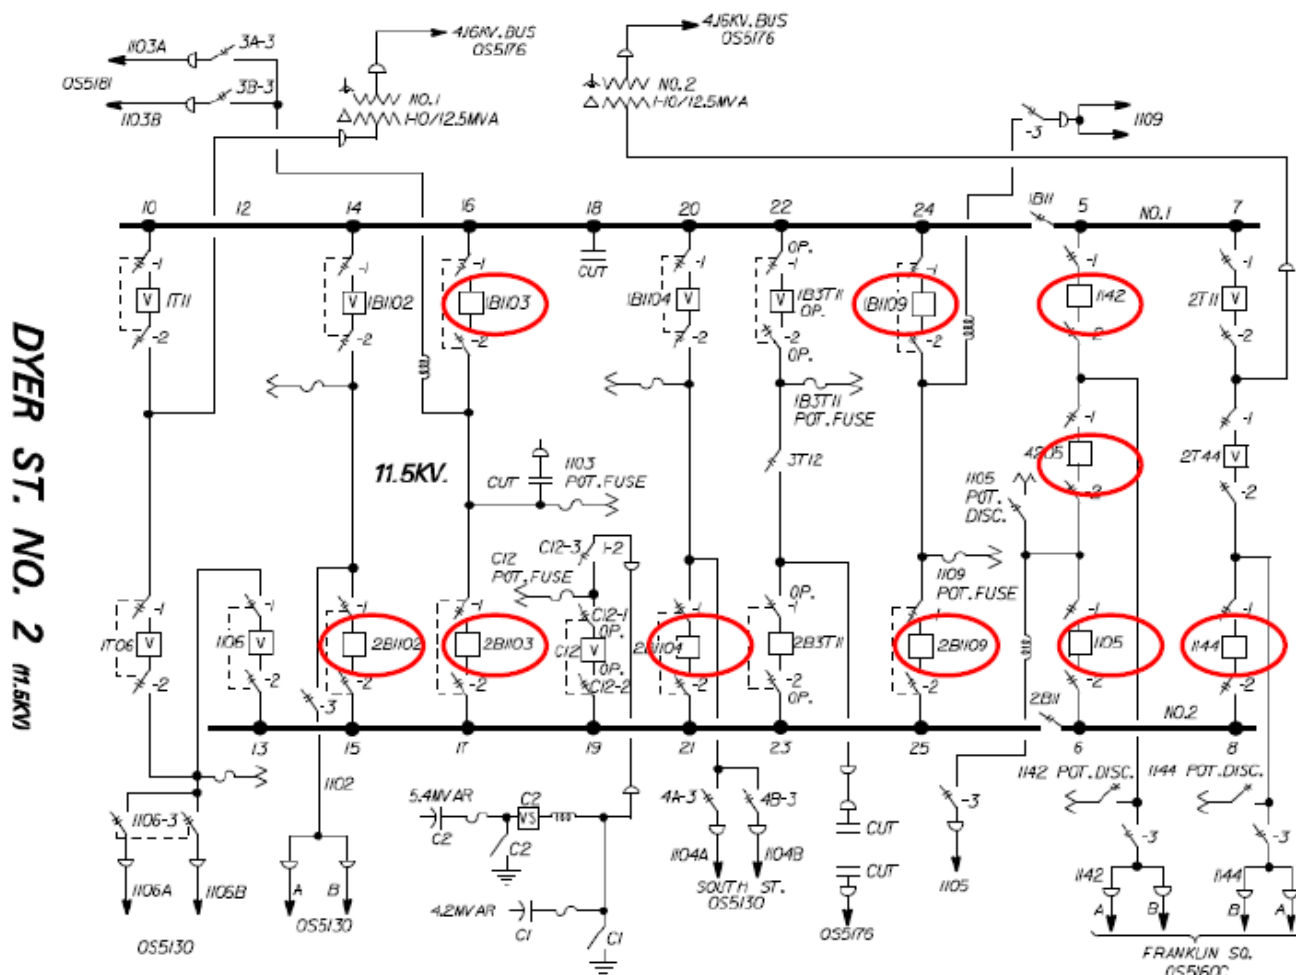 1103A
3A-3
OS5181
3B-3
1103B
4.16KV.BUS
OS5176
NO.1
1-10/12.5MVA
4.16KV.BUS
OS5176
NO.2
1-10/12.5MVA
-3
1109
10
12
14
16
18
20
22
24
1B11
5
NO.1
7
-1
1T11
-2
-1
1B1102
-2
-1
1B1103
-2
CUT
-1
1B1104
-2
OP.
-1
1B3T11
OP.
-2
OP.
-1
1B1109
-2
-1
1142
-2
-1
2T11
-2
DYER ST. NO. 2 (11.5KV)
11.5KV.
1B3T11
POT.FUSE
3T12
1103
POT.FUSE
CUT
1105
POT.
DISC.
-1
4205
-2
-1
2T44
-2
C12-3
1-2
C12
POT.FUSE
1109
POT.FUSE
-1
1T06
-2
-1
1106
-2
-1
2B1102
-2
-3
-1
2B1103
-2
C12-1
OP.
C12
OP.
C12-2
-1
2B1104
-2
OP.
-1
2B3T11
-2
OP.
-1
2B1109
-2
-1
1105
-2
-1
1144
-2
2B11
NO.2
13
15
17
19
21
23
25
6
8
1102
1106-3
1106A
1105B
OS5130
A
B
OS5130
5.4MVAR
C2
C2
VS
C2
4.2MVAR
C1
C1
4A-3
4B-3
1104A
1104B
SOUTH ST.
OS5130
CUT
CUT
OS5176
-3
1105
1142 POT.DISC.
1144 POT.DISC.
-3
-3
1142
A
B
1144
B
A
FRANKLIN SQ.